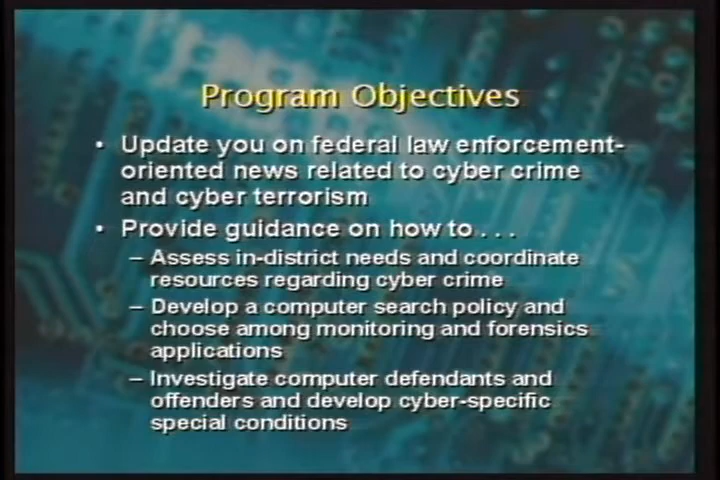 Program Objectives
• Update you on federal law enforcement-
oriented news related to cyber crime
and cyber terrorism
• Provide guidance on how to . . .
– Assess in-district needs and coordinate
resources regarding cyber crime
– Develop a computer search policy and
choose among monitoring and forensics
applications
– Investigate computer defendants and
offenders and develop cyber-specific
special conditions